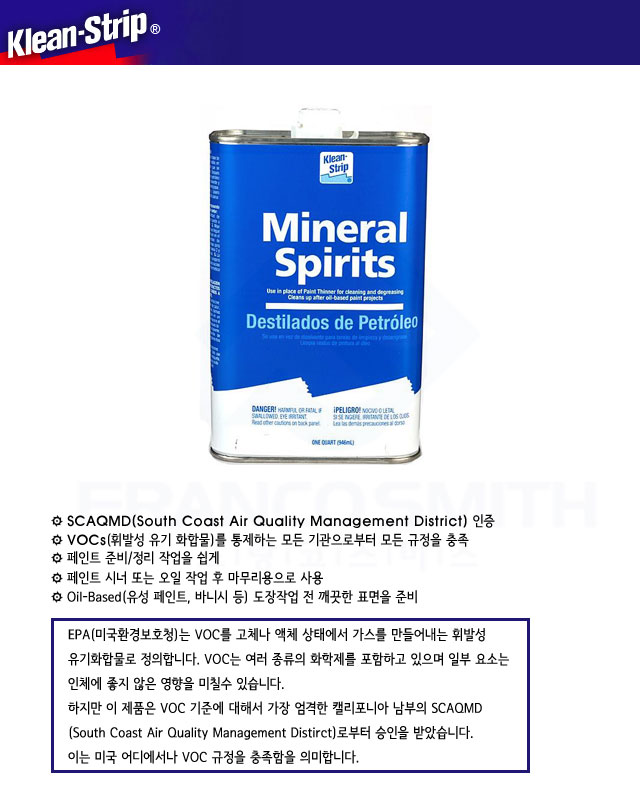 Klean-Strip®
Klean-
Strip
®
Mineral
Spirits
Use in place of Paint Thinner for cleaning and degreasing
Cleans up after oil-based paint projects
Destilados de Petróleo
DANGER! HARMFUL OR FATAL IF
SWALLOWED. EYE IRRITANT.
Read other cautions on back panel.
¡PELIGRO! NOCIVO O LETAL
SI SE INGIERE. IRRITANTE DE LOS OJOS.
Lea las demás precauciones al dorso.
ONE QUART (946mL)
FRANCO SMITH
SCAQMD(South Coast Air Quality Management District) 인증
VOCs(휘발성 유기 화합물)를 통제하는 모든 기관으로부터 모든 규정을 충족
페인트 준비/정리 작업을 쉽게
페인트 시너 또는 오일 작업 후 마무리용으로 사용
Oil-Based(유성 페인트, 바니시 등) 도장작업 전 깨끗한 표면을 준비
EPA(미국환경보호청)는 VOC를 고체나 액체 상태에서 가스를 만들어내는 휘발성
유기화합물로 정의합니다. VOC는 여러 종류의 화학제를 포함하고 있으며 일부 요소는
인체에 좋지 않은 영향을 미칠수 있습니다.
하지만 이 제품은 VOC 기준에 대해서 가장 엄격한 캘리포니아 남부의 SCAQMD
(South Coast Air Quality Management Distirct)로부터 승인을 받았습니다.
이는 미국 어디에서나 VOC 규정을 충족함을 의미합니다.